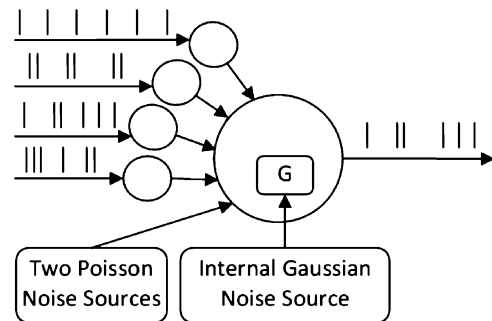 G
Two Poisson
Noise Sources
Internal Gaussian
Noise Source